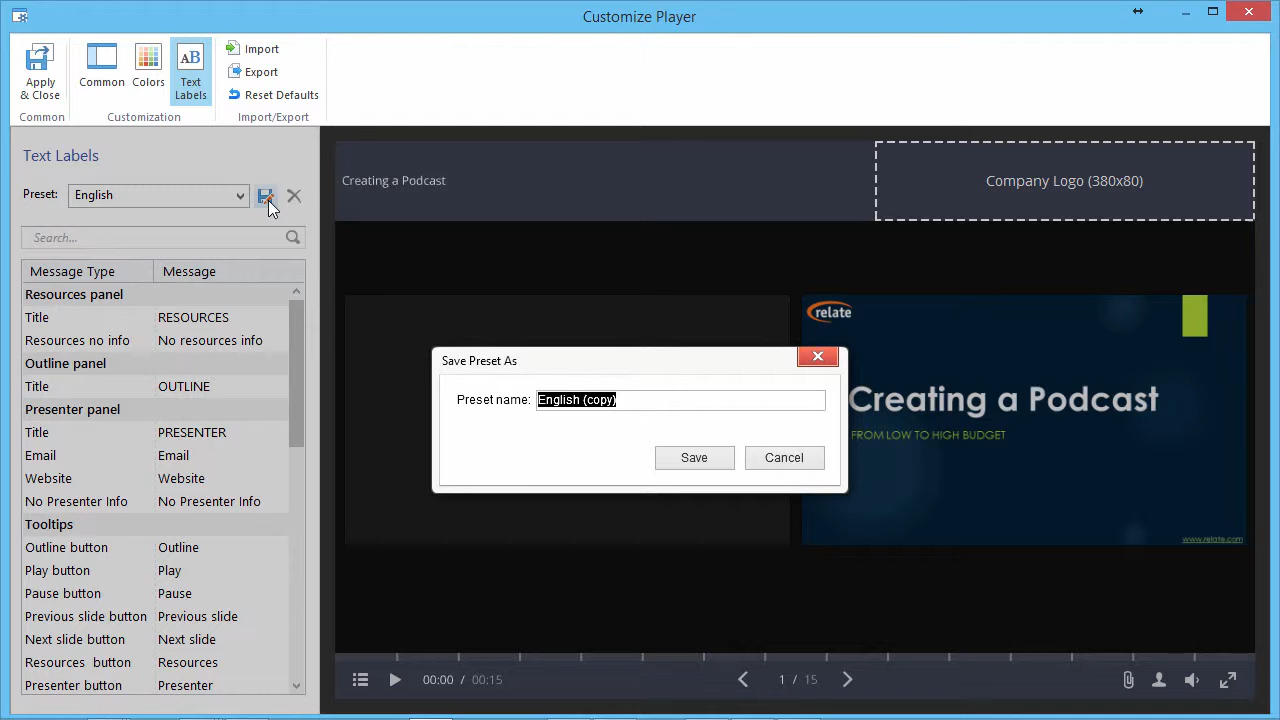 Customize Player
Apply & Close
Common
Colors
AB
Text Labels
Import
Export
Reset Defaults
Common
Customization
Import/Export
Text Labels
Preset: English
Search...
Message Type Message
Resources panel
Title RESOURCES
Resources no info No resources info
Outline panel
Title OUTLINE
Presenter panel
Title PRESENTER
Email Email
Website Website
No Presenter Info No Presenter Info
Tooltips
Outline button Outline
Play button Play
Pause button Pause
Previous slide button Previous slide
Next slide button Next slide
Resources button Resources
Presenter button Presenter
Creating a Podcast
Company Logo (380x80)
relate
Creating a Podcast
FROM LOW TO HIGH BUDGET
www.relate.com
Save Preset As
Preset name: English (copy)
Save Cancel
00:00 / 00:15
1 / 15